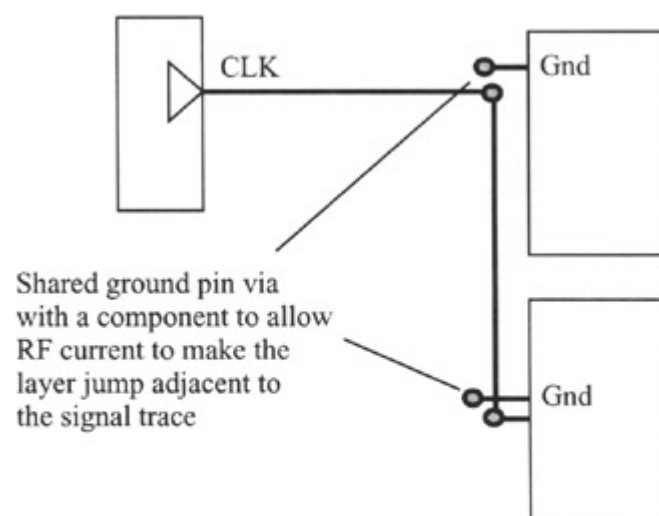 CLK
Gnd
Shared ground pin via
with a component to allow
RF current to make the
layer jump adjacent to
the signal trace
Gnd